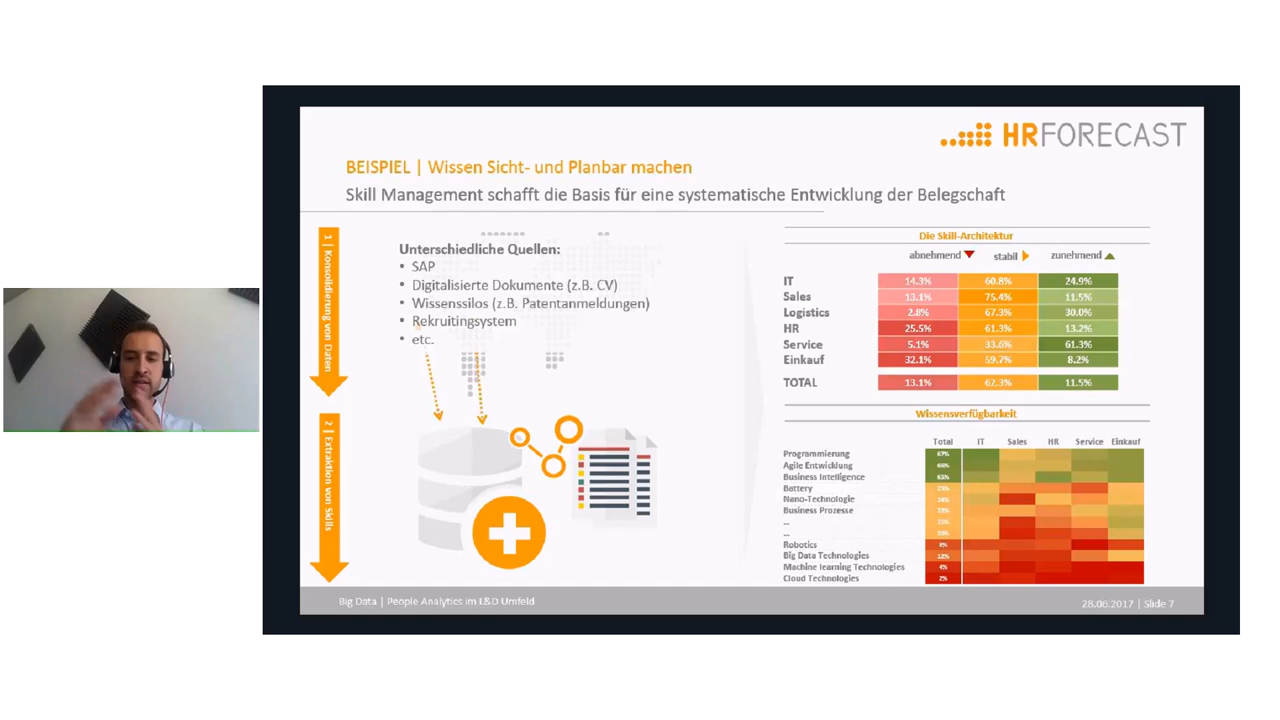 HRFORECAST
BEISPIEL | Wissen Sicht- und Planbar machen
Skill Management schafft die Basis für eine systematische Entwicklung der Belegschaft
1 | Konsolidierung von Daten
2 | Extraktion von Skills
Unterschiedliche Quellen:
• SAP
• Digitalisierte Dokumente (z.B. CV)
• Wissenssilos (z.B. Patentanmeldungen)
• Rekruitingsystem
• etc.
Die Skill-Architektur
abnehmend stabil zunehmend
IT 14.3% 60.8% 24.9%
Sales 13.1% 75.4% 11.5%
Logistics 2.8% 67.3% 30.0%
HR 25.5% 61.3% 13.2%
Service 5.1% 33.6% 61.3%
Einkauf 32.1% 59.7% 8.2%
TOTAL 13.1% 62.3% 11.5%
Wissensverfügbarkeit
Total IT Sales HR Service Einkauf
Programmierung 67%
Agile Entwicklung
Business Intelligence
Battery
Nano-Technologie
Business Prozesse 22%
...
...
Robotics
Big Data Technologies 12%
Machine learning Technologies 4%
Cloud Technologies 2%
Big Data | People Analytics im L&D Umfeld
28.06.2017 | Slide 7